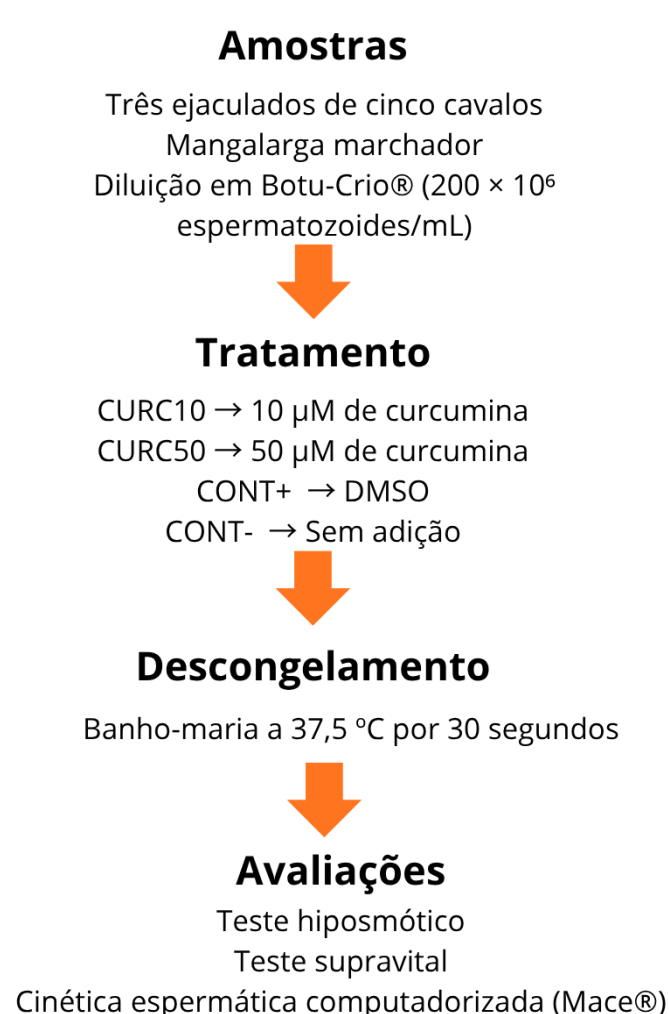 Amostras
Três ejaculados de cinco cavalos
Mangalarga marchador
Diluição em Botu-Crio® (200 × 10⁶
espermatozoides/mL)
Tratamento
CURC10 → 10 µM de curcumina
CURC50 → 50 µM de curcumina
CONT+ → DMSO
CONT- → Sem adição
Descongelamento
Banho-maria a 37,5 ºC por 30 segundos
Avaliações
Teste hiposmótico
Teste supravital
Cinética espermática computadorizada (Mace®)